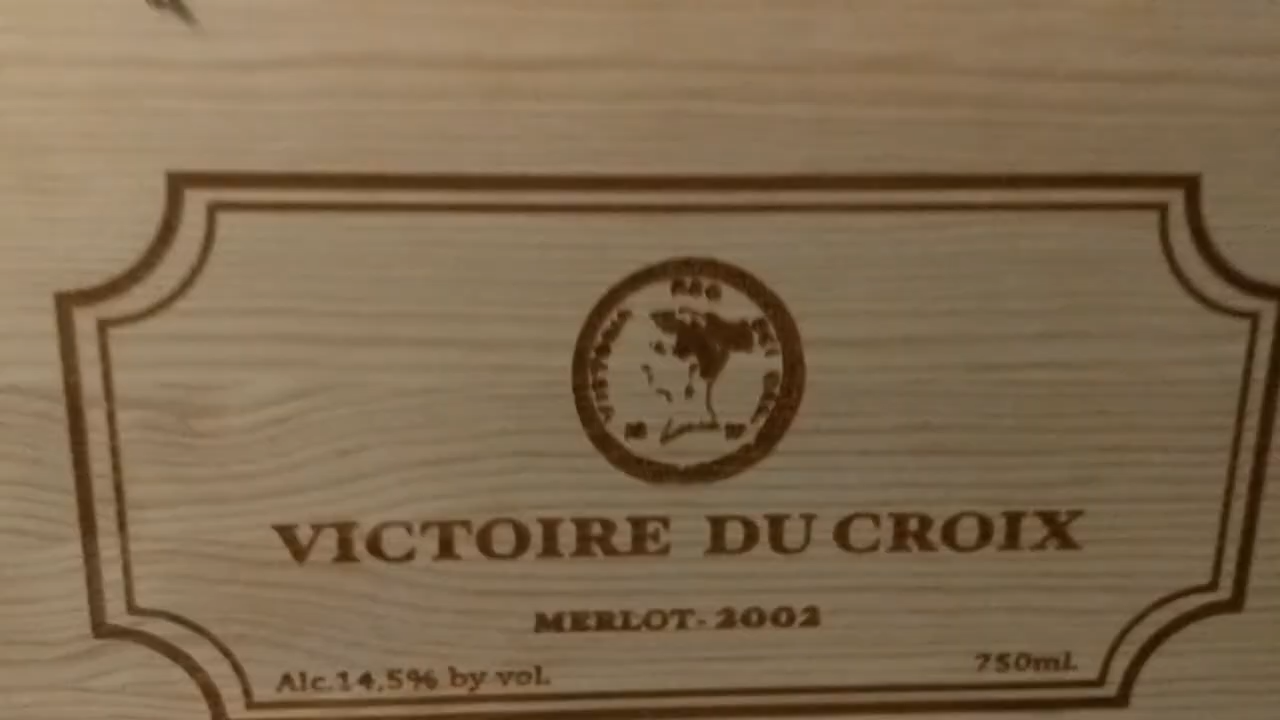 VICTOIRE DU CROIX
MERLOT-2002
Alc.14,5% by vol.
750ml.